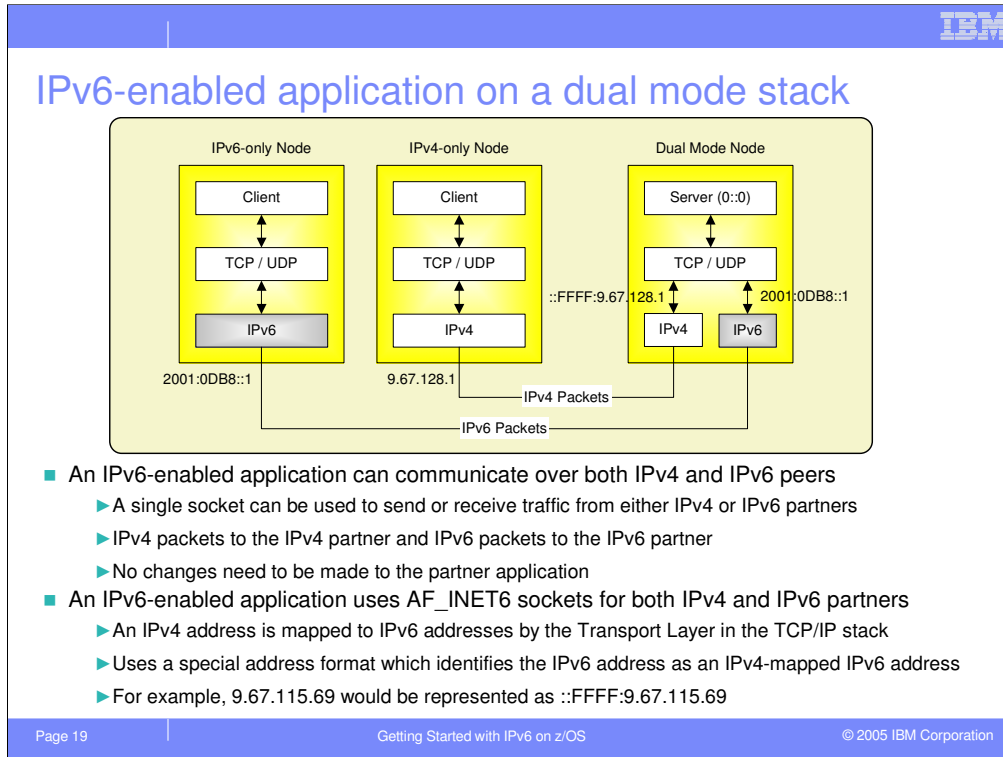 IBM
IPv6-enabled application on a dual mode stack
IPv6-only Node
IPv4-only Node
Dual Mode Node
Client
Client
Server (0::0)
TCP / UDP
TCP / UDP
TCP / UDP
::FFFF:9.67.128.1
2001:0DB8::1
IPv6
IPv4
IPv4
IPv6
2001:0DB8::1
9.67.128.1
IPv4 Packets
IPv6 Packets
An IPv6-enabled application can communicate over both IPv4 and IPv6 peers
A single socket can be used to send or receive traffic from either IPv4 or IPv6 partners
IPv4 packets to the IPv4 partner and IPv6 packets to the IPv6 partner
No changes need to be made to the partner application
An IPv6-enabled application uses AF_INET6 sockets for both IPv4 and IPv6 partners
An IPv4 address is mapped to IPv6 addresses by the Transport Layer in the TCP/IP stack
Uses a special address format which identifies the IPv6 address as an IPv4-mapped IPv6 address
For example, 9.67.115.69 would be represented as ::FFFF:9.67.115.69
Page 19
Getting Started with IPv6 on z/OS
© 2005 IBM Corporation